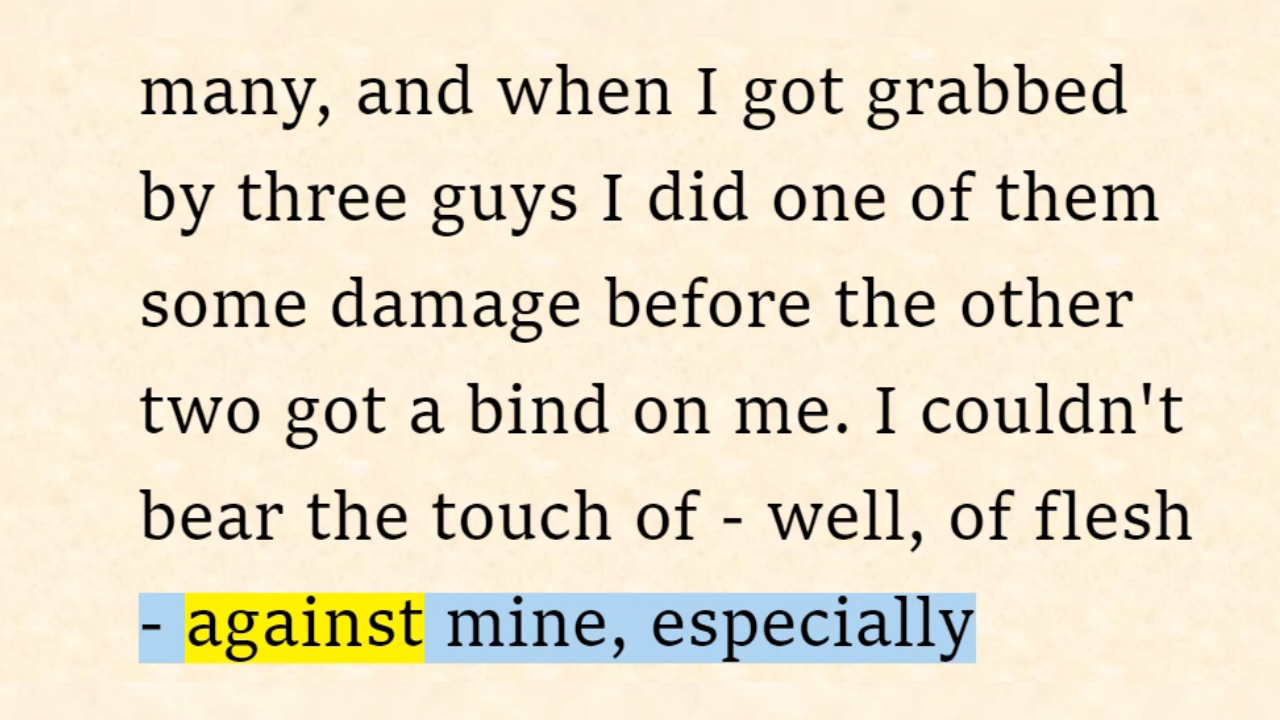 many, and when I got grabbed
by three guys I did one of them
some damage before the other
two got a bind on me. I couldn't
bear the touch of - well, of flesh
- against mine, especially